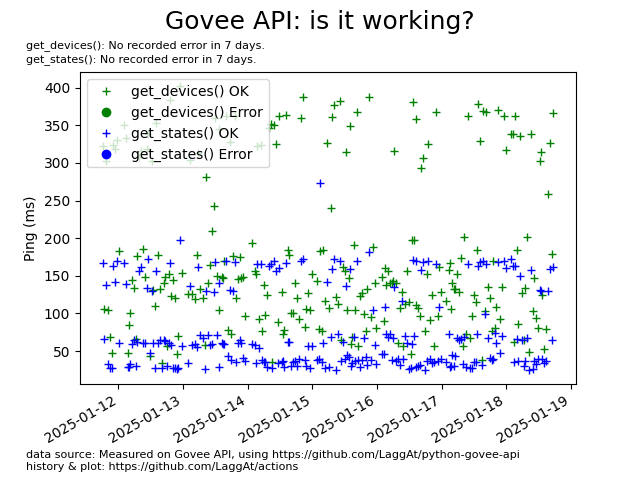 Govee API: is it working?
get_devices(): No recorded error in 7 days.
get_states(): No recorded error in 7 days.
get_devices() OK
get_devices() Error
get_states() OK
get_states() Error
Ping (ms)
400
350
300
250
200
150
100
50
2025-01-12
2025-01-13
2025-01-14
2025-01-15
2025-01-16
2025-01-17
2025-01-18
2025-01-19
data source: Measured on Govee API, using https://github.com/LaggAt/python-govee-api
history & plot: https://github.com/LaggAt/actions